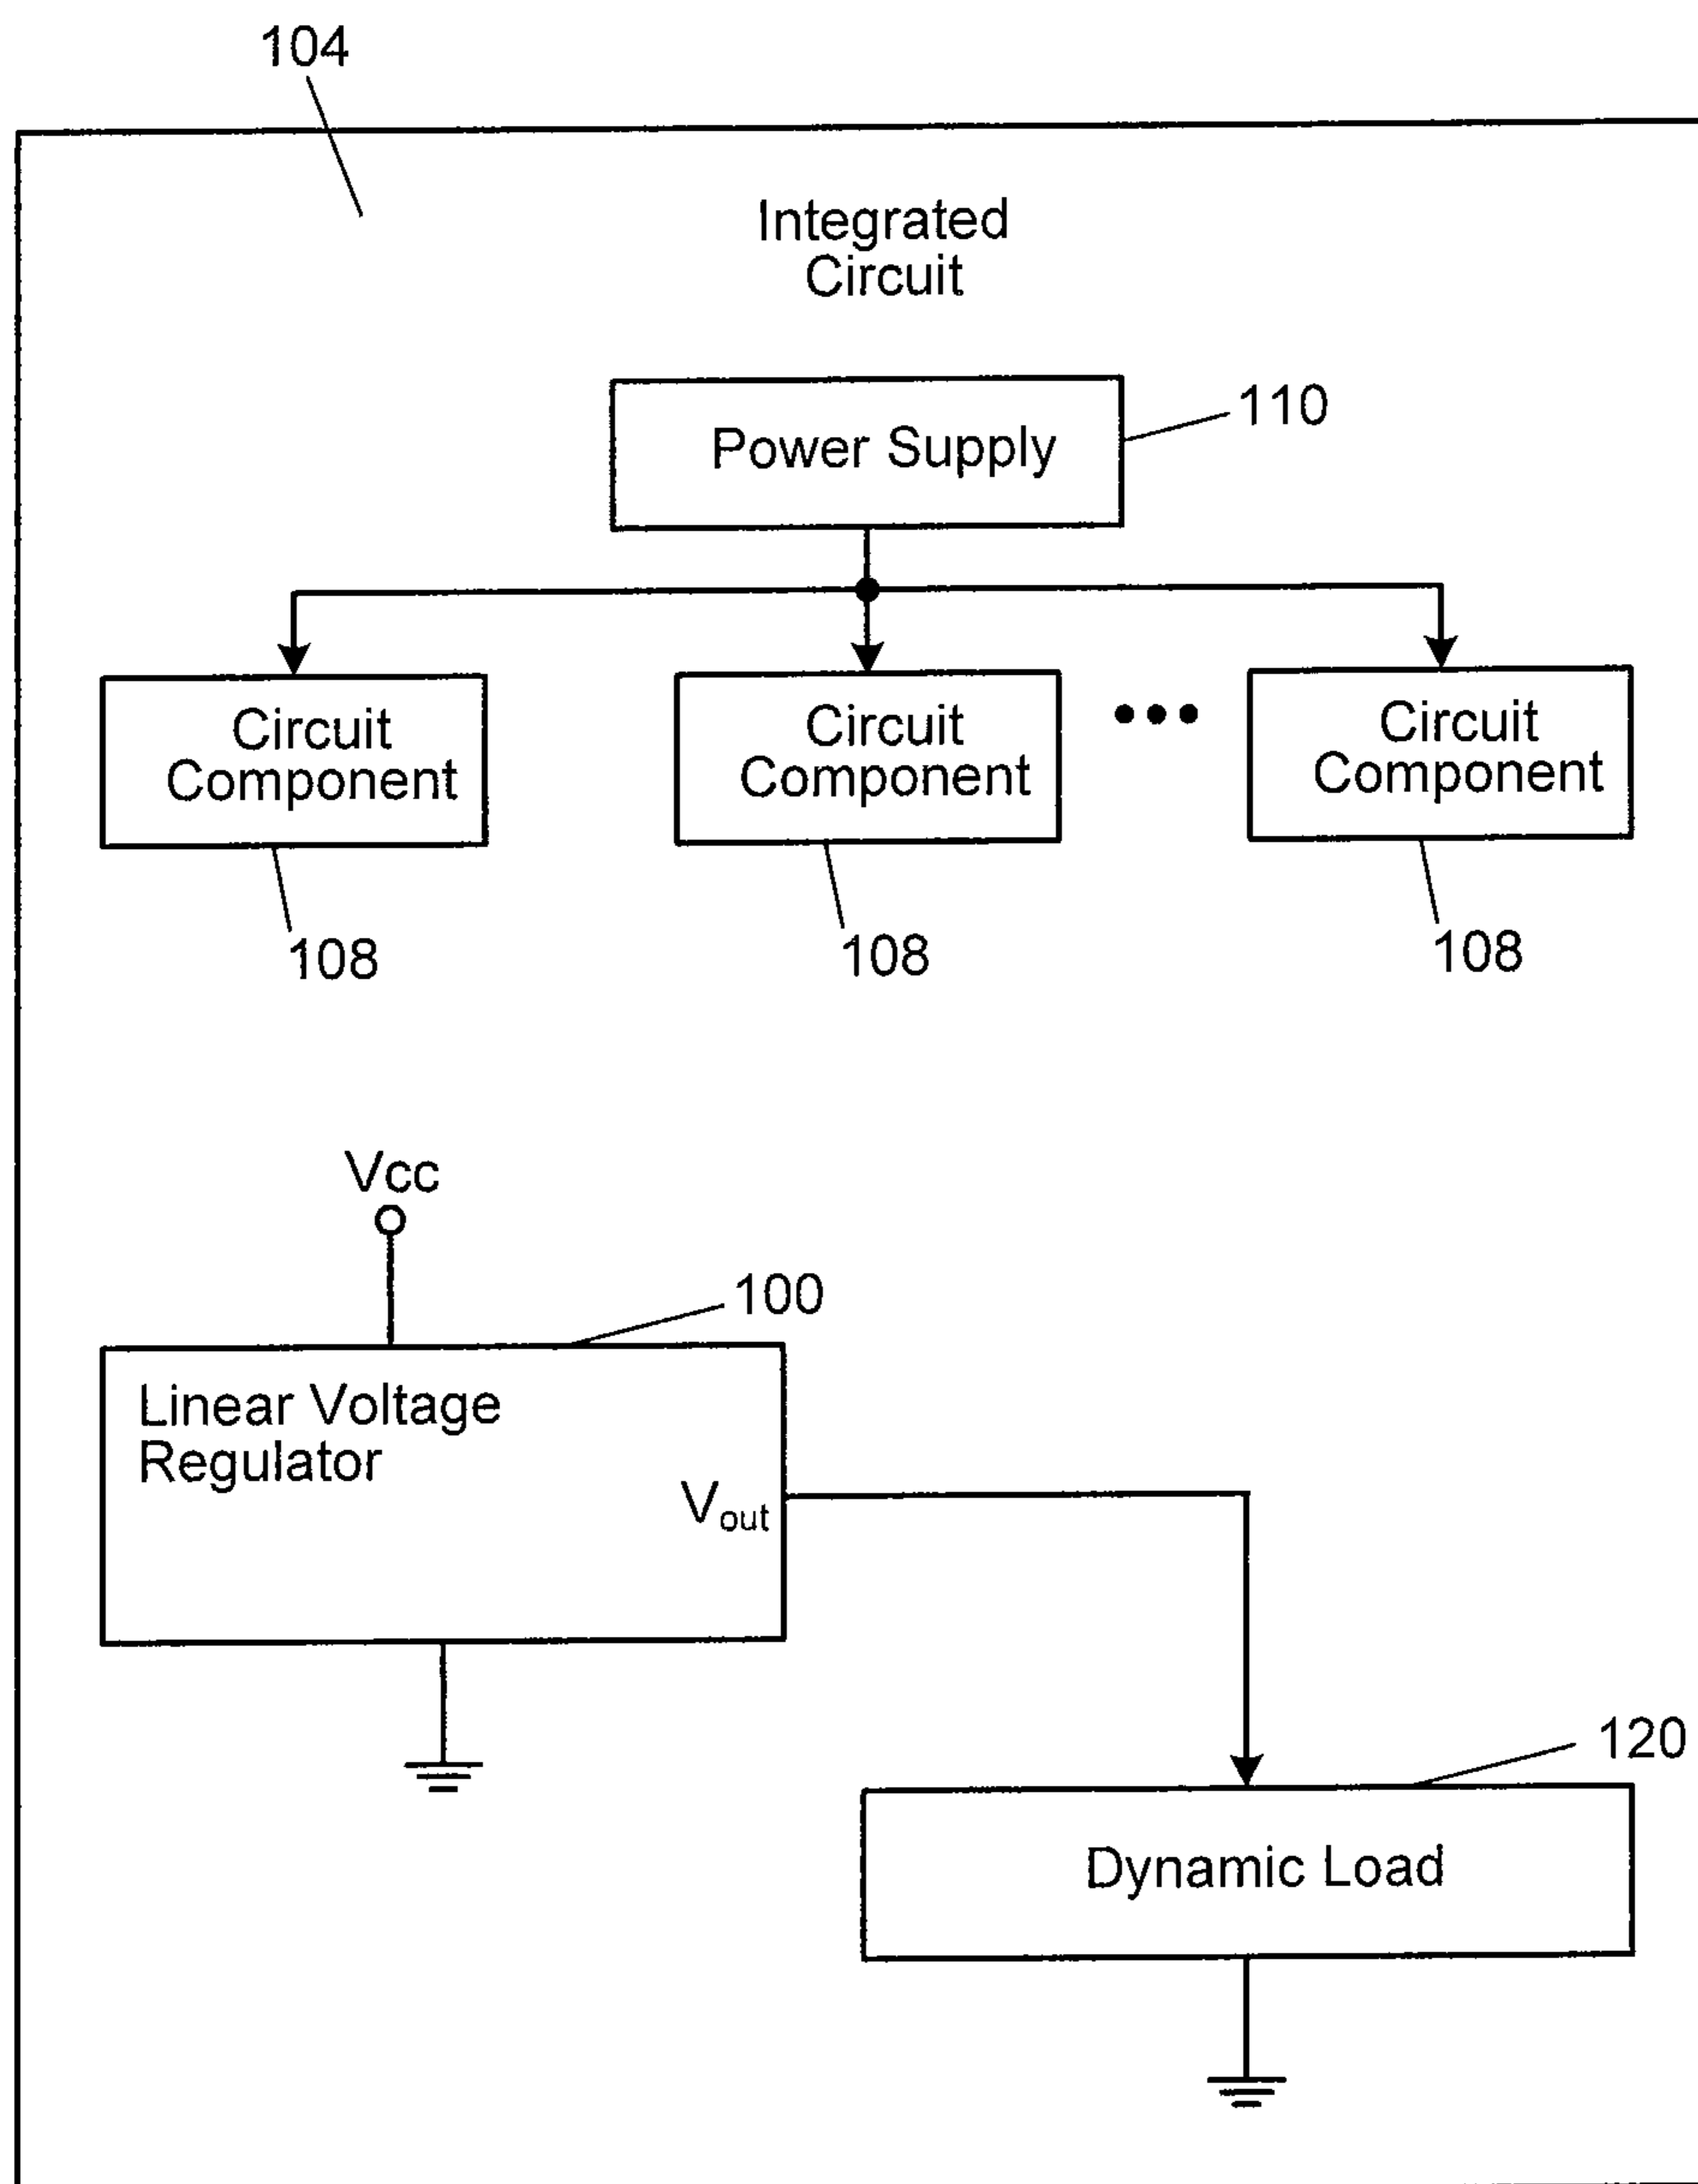 104
Integrated
Circuit
Power Supply
110
Circuit
Component
Circuit
Component
Circuit
Component
108
108
108
Vcc
100
Linear Voltage
Regulator
Vout
120
Dynamic Load